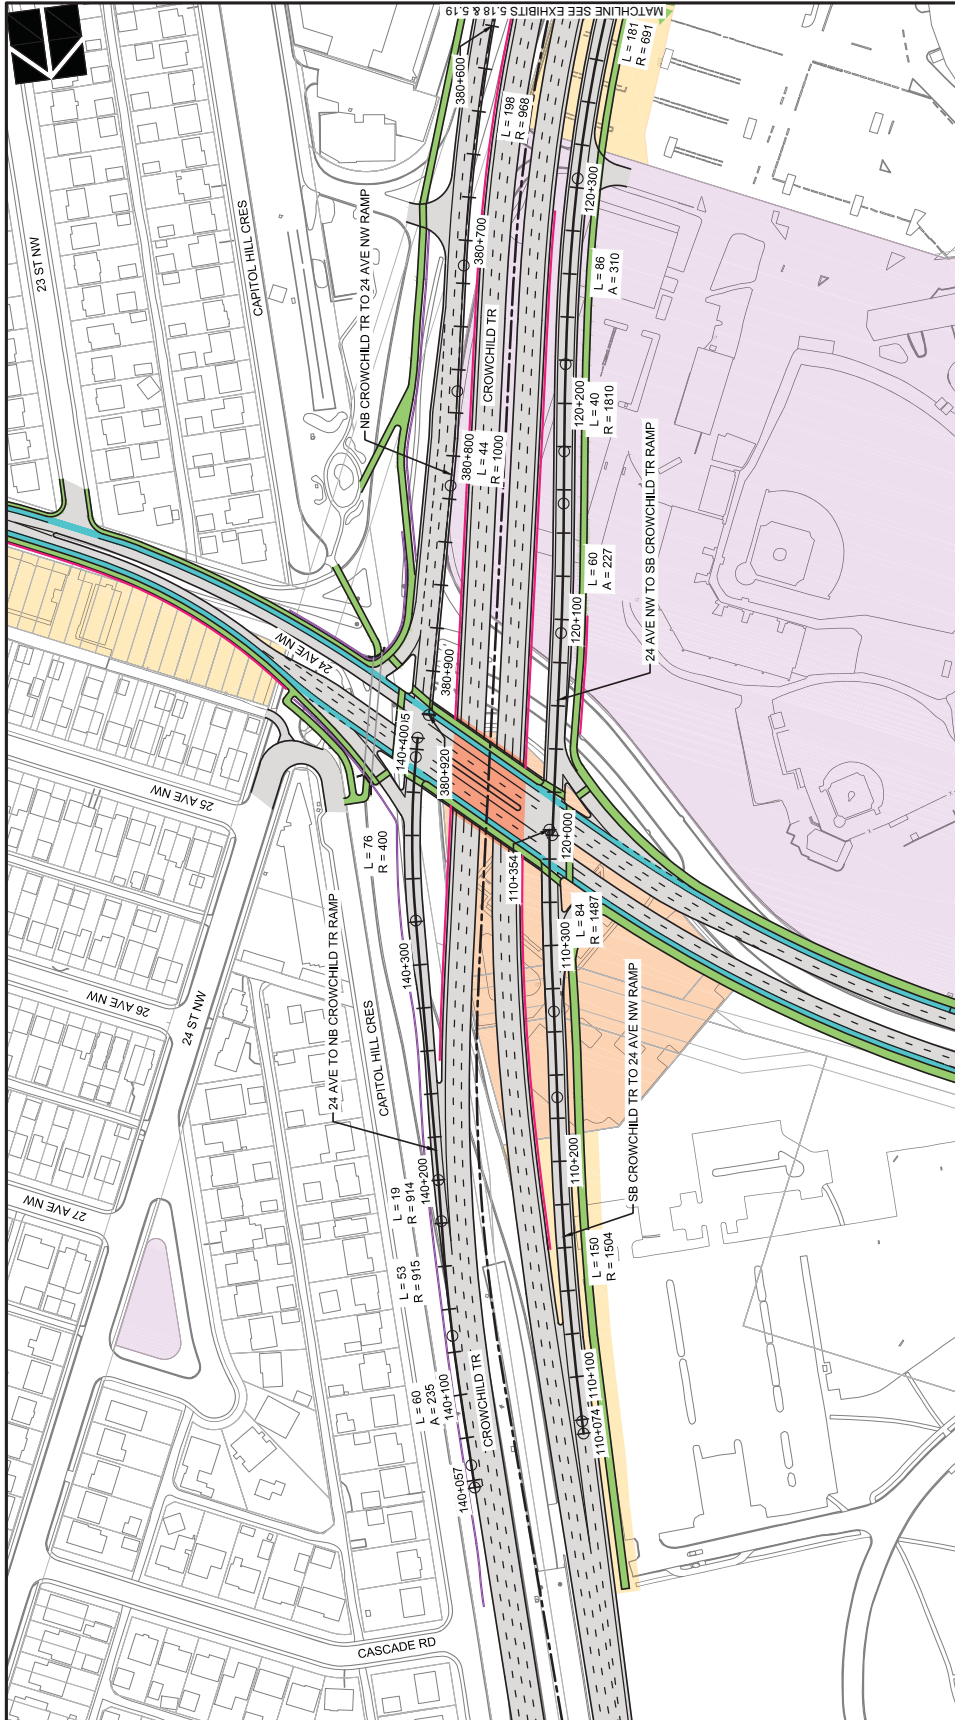 MATCHLINE SEE EXHIBITS 5.18 & 5.19
L = 181
R = 691
380+600
L = 198
R = 968
23 ST NW
CAPITOL HILL CRES
NB CROWCHILD TR TO 24 AVE NW RAMP
380+700
120+300
L = 86
A = 310
CROWCHILD TR
380+800
L = 44
R = 1000
120+200
L = 40
R = 1810
24 AVE NW TO SB CROWCHILD TR RAMP
L = 60
A = 227
120+100
24 AVE NW
380+900
140+400
380+920
25 AVE NW
L = 76
R = 400
110+354
120+000
110+300
L = 84
R = 1487
24 AVE TO NB CROWCHILD TR RAMP
140+300
26 AVE NW
24 ST NW
CAPITOL HILL CRES
SB CROWCHILD TR TO 24 AVE NW RAMP
110+200
27 AVE NW
L = 19
R = 914
140+200
L = 53
R = 915
L = 150
R = 1504
L = 60
A = 235
140+100
CROWCHILD TR
110+100
110+074
140+057
CASCADE RD